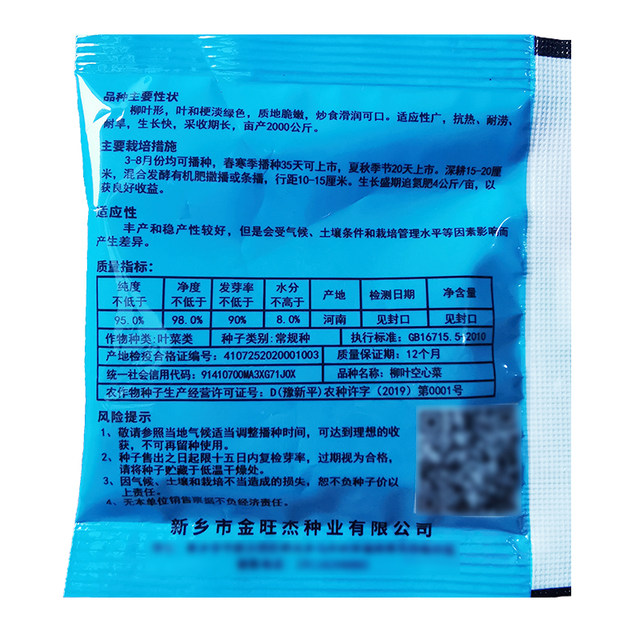 品种主要性状
柳叶形，叶和梗淡绿色，质地脆嫩，炒食滑润可口。适应性广，抗热、耐涝、
耐旱，生长快，采收期长，亩产2000公斤。
主要栽培措施
3-8月份均可播种，春寒季播种35天可上市，夏秋季节20天上市。深耕15-20厘
米，混合发酵有机肥撒播或条播，行距10-15厘米。生长盛期追氮肥4公斤/亩，以
获良好收益。
适应性
丰产和稳产性较好，但是会受气候、土壤条件和栽培管理水平等因素影响而
产生差异。
质量指标：
纯度 不低于 净度 不低于 发芽率 不低于 水分 不高于 产地 检测日期 净含量
95.0% 98.0% 90% 8.0% 河南 见封口 见封口
作物种类：叶菜类 种子类别：常规种 执行标准：GB16715.5-2010
产地检疫合格证编号：4107252020001003 质量保证期：12个月
统一社会信用代码：91410700MA3XG71J0X 品种名称：柳叶空心菜
农作物种子生产经营许可证号：D(豫新平)农种许字（2019）第0001号
风险提示
1、敬请参照当地气候适当调整播种时间，可达到理想的收
获，不可再留种使用。
2、种子售出之日起限十五日内复检芽率，过期视为合格，
请将种子贮藏于低温干燥处。
3、因气候、土壤和栽培不当造成的损失，恕不负种子价以
上责任。
4、无本单位销售票据不负经济责任。
新乡市金旺杰种业有限公司